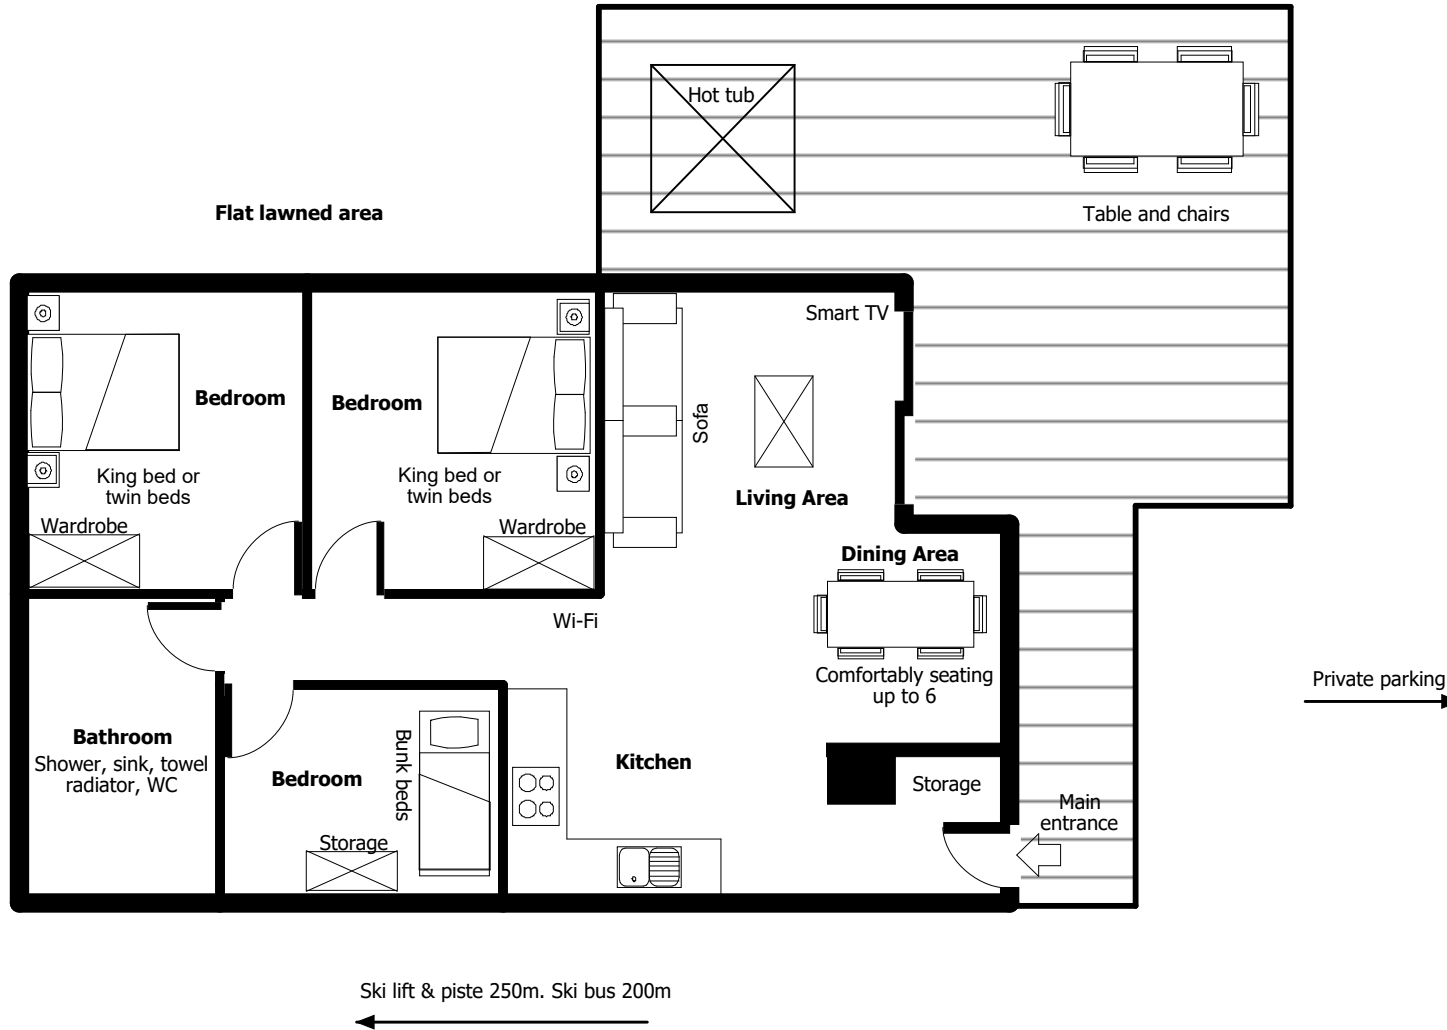 Hot tub
Table and chairs
Flat lawned area
Smart TV
Bedroom
King bed or
twin beds
Wardrobe
Bedroom
King bed or
twin beds
Wardrobe
Sofa
Living Area
Dining Area
Comfortably seating
up to 6
Wi-Fi
Private parking
Bathroom
Shower, sink, towel
radiator, WC
Bedroom
Bunk beds
Storage
Kitchen
Storage
Main
entrance
Ski lift & piste 250m. Ski bus 200m